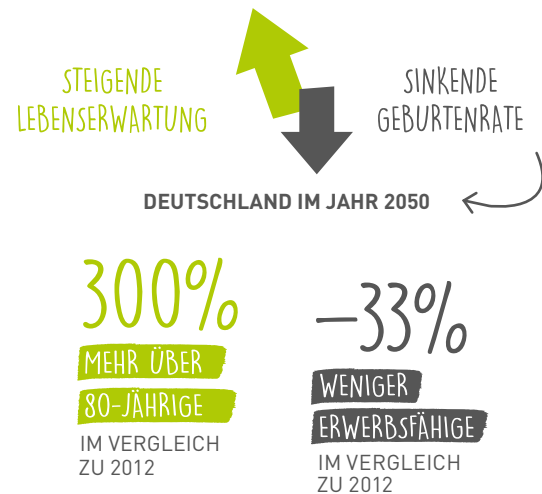 STEIGENDE
LEBENSERWARTUNG
SINKENDE
GEBURTENRATE
DEUTSCHLAND IM JAHR 2050
300%
MEHR ÜBER
80-JÄHRIGE
IM VERGLEICH
ZU 2012
–33%
WENIGER
ERWERBSFÄHIGE
IM VERGLEICH
ZU 2012